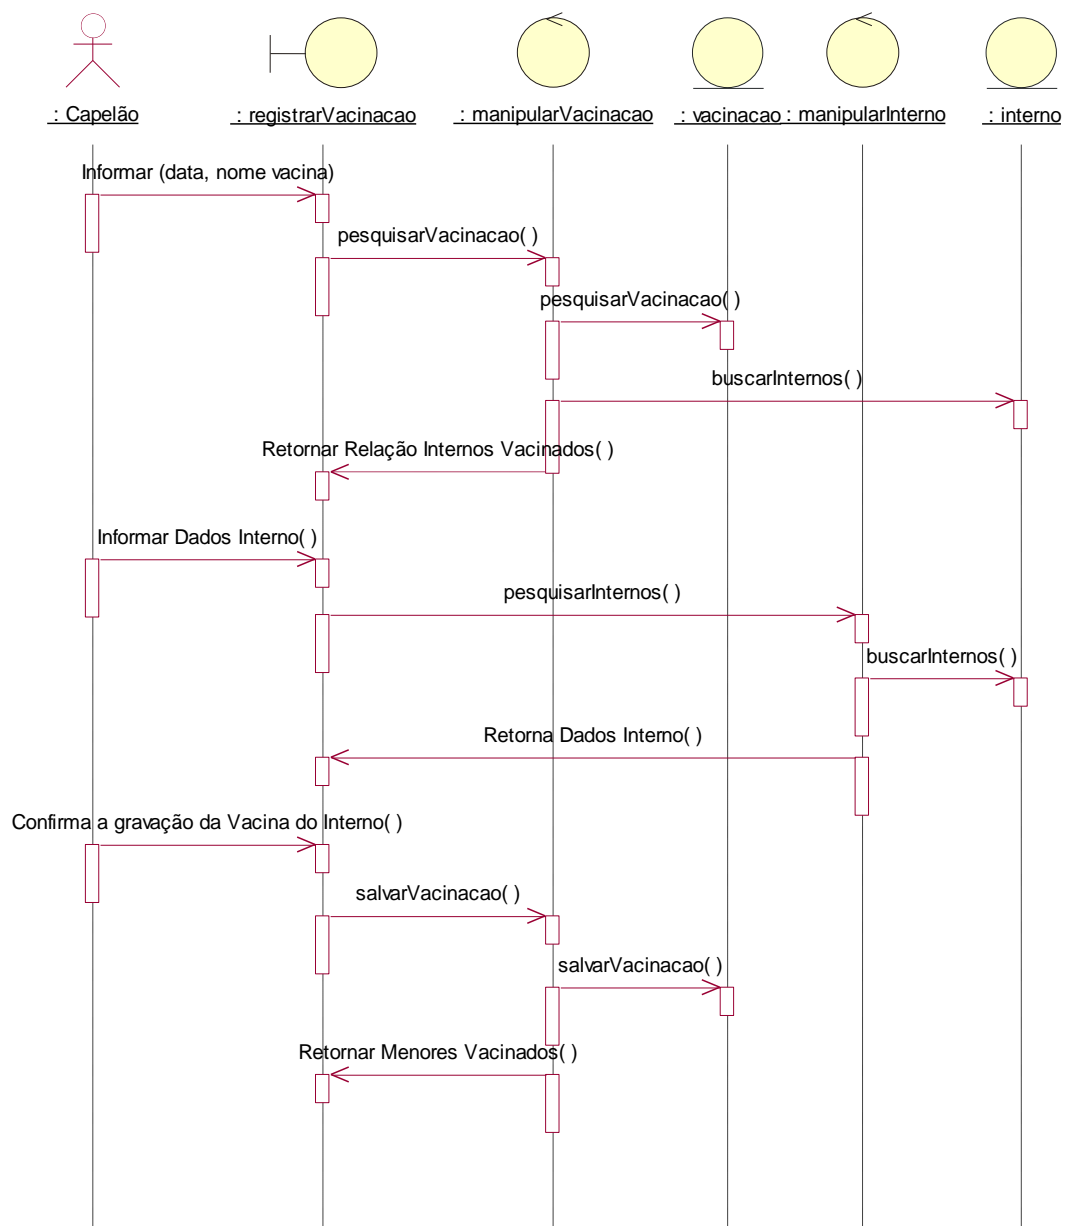 : Capelão
: registrarVacinacao
: manipularVacinacao
: vacinacao
: manipularInterno
: interno
Informar (data, nome vacina)
pesquisarVacinacao( )
pesquisarVacinacao( )
buscarInternos( )
Retornar Relação Internos Vacinados( )
Informar Dados Interno( )
pesquisarInternos( )
buscarInternos( )
Retorna Dados Interno( )
Confirma a gravação da Vacina do Interno( )
salvarVacinacao( )
salvarVacinacao( )
Retornar Menores Vacinados( )